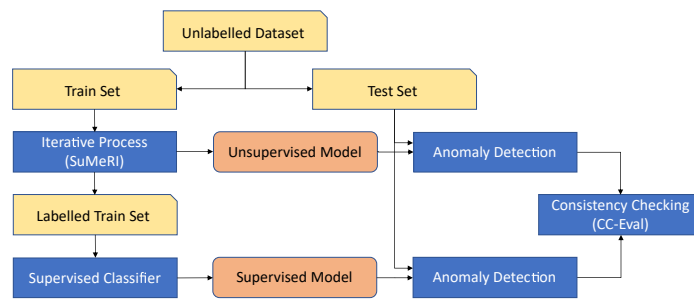 Unlabelled Dataset
Train Set
Test Set
Iterative Process
(SuMeRI)
Unsupervised Model
Anomaly Detection
Labelled Train Set
Consistency Checking
(CC-Eval)
Supervised Classifier
Supervised Model
Anomaly Detection